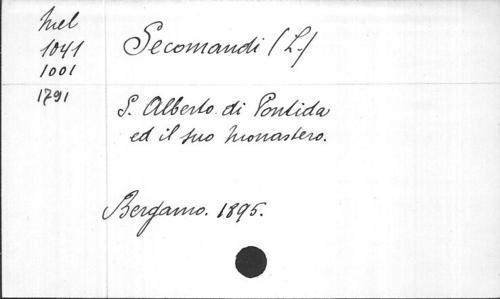 Mel
1041
1001
1791
Secomandi (L.)
S. Alberto di Pontida
ed il suo Monastero.
Bergamo. 1895.